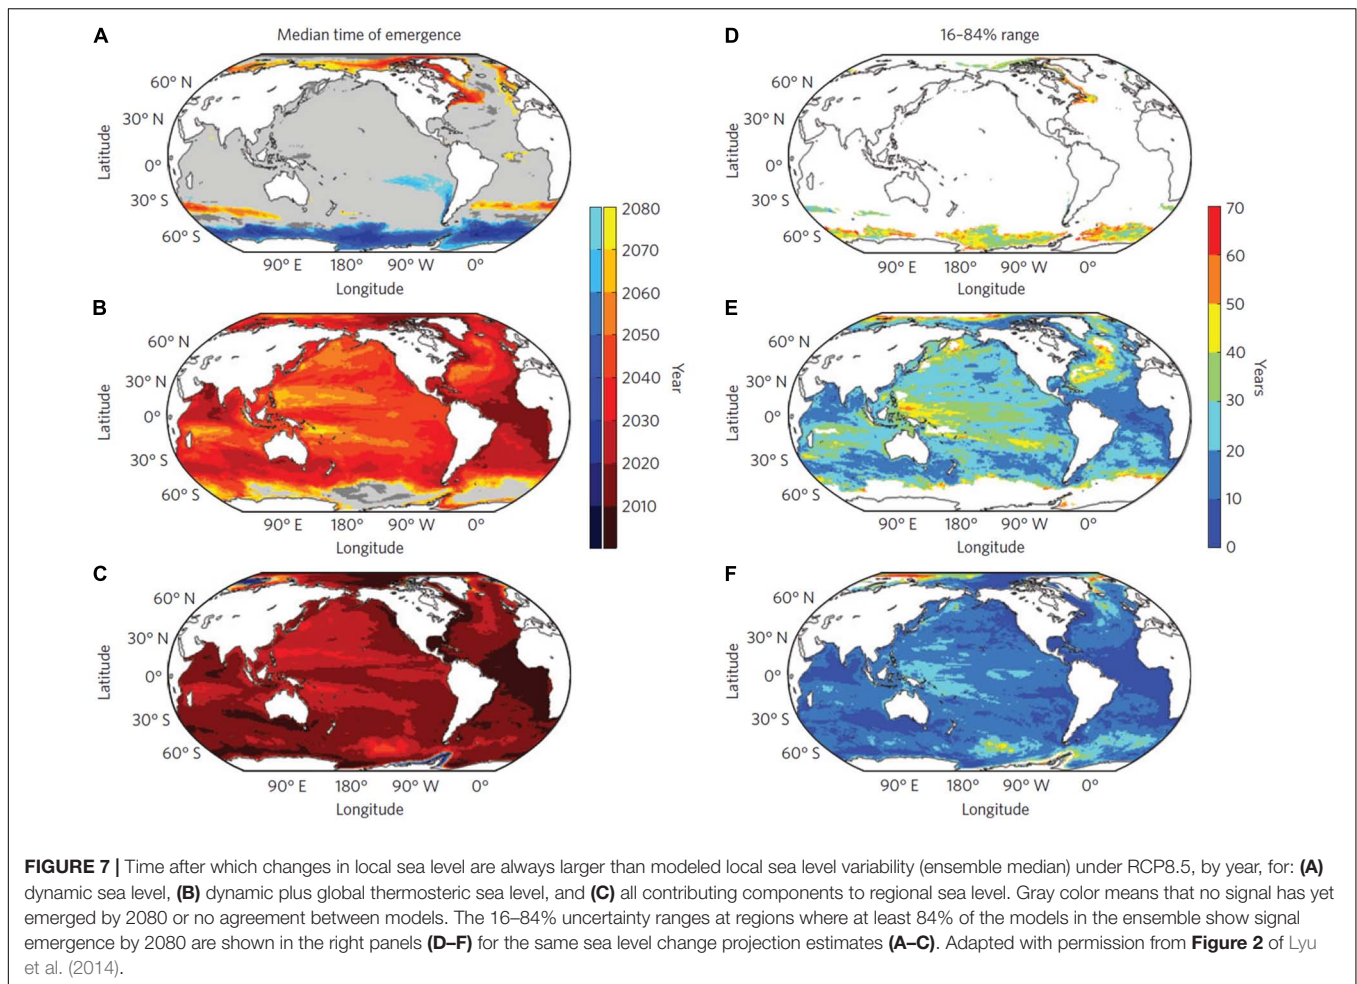 A
Median time of emergence
60° N
30° N
0°
30° S
60° S
Latitude
90° E 180° 90° W 0°
Longitude
D
16–84% range
60° N
30° N
0°
30° S
60° S
Latitude
90° E 180° 90° W 0°
Longitude
B
60° N
30° N
0°
30° S
60° S
Latitude
90° E 180° 90° W 0°
Longitude
2080
2070
2060
2050
2040
2030
2020
2010
Year
E
60° N
30° N
0°
30° S
60° S
Latitude
90° E 180° 90° W 0°
Longitude
70
60
50
40
30
20
10
0
Years
C
60° N
30° N
0°
30° S
60° S
Latitude
90° E 180° 90° W 0°
Longitude
F
60° N
30° N
0°
30° S
60° S
Latitude
90° E 180° 90° W 0°
Longitude
FIGURE 7 | Time after which changes in local sea level are always larger than modeled local sea level variability (ensemble median) under RCP8.5, by year, for: (A)
dynamic sea level, (B) dynamic plus global thermosteric sea level, and (C) all contributing components to regional sea level. Gray color means that no signal has yet
emerged by 2080 or no agreement between models. The 16–84% uncertainty ranges at regions where at least 84% of the models in the ensemble show signal
emergence by 2080 are shown in the right panels (D–F) for the same sea level change projection estimates (A–C). Adapted with permission from Figure 2 of Lyu
et al. (2014).